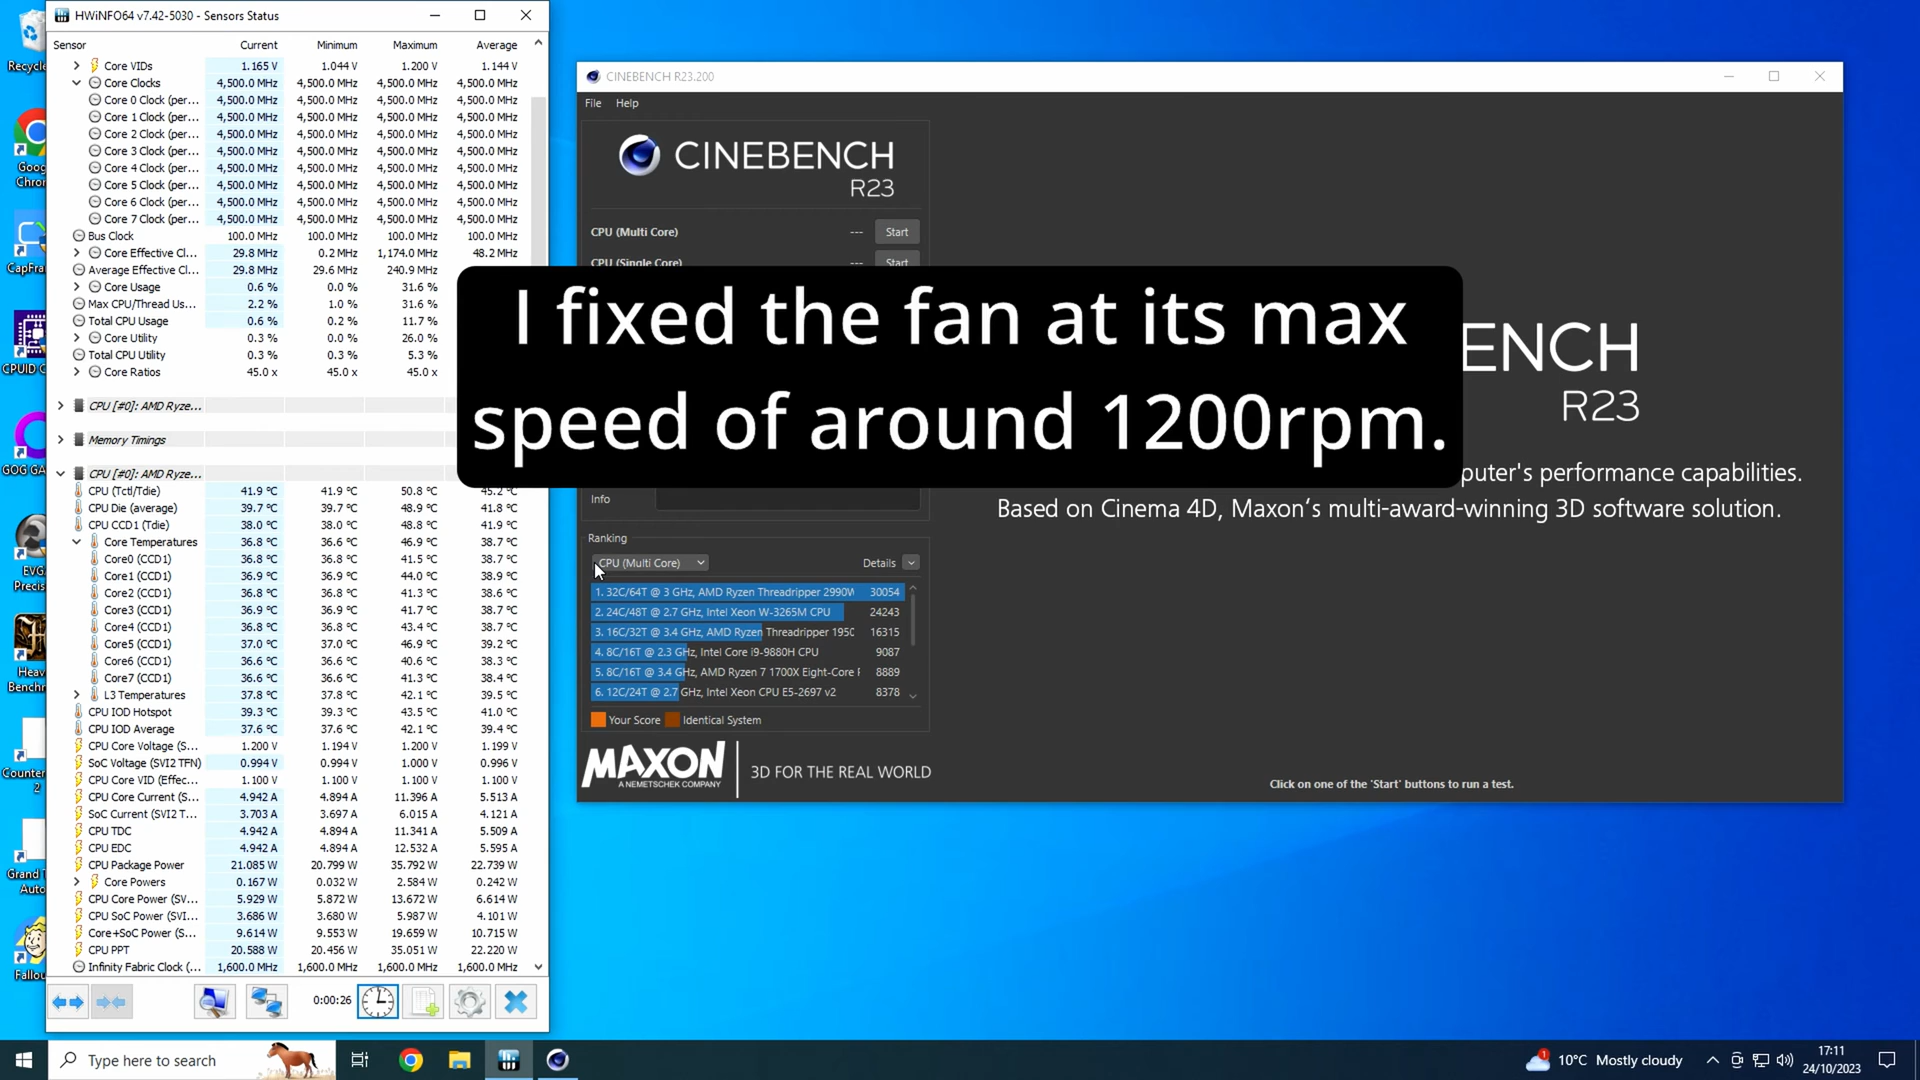 HWiNFO64 v7.42-5030 - Sensors Status
Sensor Current Minimum Maximum Average
Core VIDs 1.165 V 1.044 V 1.200 V 1.144 V
Core Clocks 4,500.0 MHz 4,500.0 MHz 4,500.0 MHz 4,500.0 MHz
Core 0 Clock (per... 4,500.0 MHz 4,500.0 MHz 4,500.0 MHz 4,500.0 MHz
Core 1 Clock (per... 4,500.0 MHz 4,500.0 MHz 4,500.0 MHz 4,500.0 MHz
Core 2 Clock (per... 4,500.0 MHz 4,500.0 MHz 4,500.0 MHz 4,500.0 MHz
Core 3 Clock (per... 4,500.0 MHz 4,500.0 MHz 4,500.0 MHz 4,500.0 MHz
Core 4 Clock (per... 4,500.0 MHz 4,500.0 MHz 4,500.0 MHz 4,500.0 MHz
Core 5 Clock (per... 4,500.0 MHz 4,500.0 MHz 4,500.0 MHz 4,500.0 MHz
Core 6 Clock (per... 4,500.0 MHz 4,500.0 MHz 4,500.0 MHz 4,500.0 MHz
Core 7 Clock (per... 4,500.0 MHz 4,500.0 MHz 4,500.0 MHz 4,500.0 MHz
Bus Clock 100.0 MHz 100.0 MHz 100.0 MHz 100.0 MHz
Core Effective Cl... 29.8 MHz 0.2 MHz 1,174.0 MHz 48.2 MHz
Average Effective Cl... 29.8 MHz 29.6 MHz 240.9 MHz
Core Usage 0.6 % 0.0 % 31.6 %
Max CPU/Thread Us... 2.2 % 1.0 % 31.6 %
Total CPU Usage 0.6 % 0.2 % 11.7 %
Core Utility 0.3 % 0.0 % 26.0 %
Total CPU Utility 0.3 % 0.3 % 5.3 %
Core Ratios 45.0 x 45.0 x 45.0 x
CPU [#0]: AMD Ryze...
Memory Timings
CPU [#0]: AMD Ryze...
CPU (Tctl/Tdie) 41.9 °C 41.9 °C 50.8 °C 45.2 °C
CPU Die (average) 39.7 °C 39.7 °C 48.9 °C 41.8 °C
CPU CCD1 (Tdie) 38.0 °C 38.0 °C 48.8 °C 41.9 °C
Core Temperatures 36.8 °C 36.6 °C 46.9 °C 38.7 °C
Core0 (CCD1) 36.8 °C 36.8 °C 41.5 °C 38.7 °C
Core1 (CCD1) 36.9 °C 36.9 °C 44.0 °C 38.9 °C
Core2 (CCD1) 36.8 °C 36.8 °C 41.3 °C 38.6 °C
Core3 (CCD1) 36.9 °C 36.9 °C 41.7 °C 38.7 °C
Core4 (CCD1) 36.8 °C 36.8 °C 43.4 °C 38.7 °C
Core5 (CCD1) 37.0 °C 37.0 °C 46.9 °C 39.2 °C
Core6 (CCD1) 36.6 °C 36.6 °C 40.6 °C 38.3 °C
Core7 (CCD1) 36.6 °C 36.6 °C 41.3 °C 38.4 °C
L3 Temperatures 37.8 °C 37.8 °C 42.1 °C 39.5 °C
CPU IOD Hotspot 39.3 °C 39.3 °C 43.5 °C 41.0 °C
CPU IOD Average 37.6 °C 37.6 °C 42.1 °C 39.4 °C
CPU Core Voltage (S... 1.200 V 1.194 V 1.200 V 1.199 V
SoC Voltage (SVI2 TFN) 0.994 V 0.994 V 1.000 V 0.996 V
CPU Core VID (Effec... 1.100 V 1.100 V 1.100 V 1.100 V
CPU Core Current (S... 4.942 A 4.894 A 11.396 A 5.513 A
SoC Current (SVI2 T... 3.703 A 3.697 A 6.015 A 4.121 A
CPU TDC 4.942 A 4.894 A 11.341 A 5.509 A
CPU EDC 4.942 A 4.894 A 12.532 A 5.595 A
CPU Package Power 21.085 W 20.799 W 35.792 W 22.739 W
Core Powers 0.167 W 0.032 W 2.584 W 0.242 W
CPU Core Power (SV... 5.929 W 5.872 W 13.672 W 6.614 W
CPU SoC Power (SVI... 3.686 W 3.680 W 5.987 W 4.101 W
Core+SoC Power (S... 9.614 W 9.553 W 19.659 W 10.715 W
CPU PPT 20.588 W 20.456 W 35.051 W 22.220 W
Infinity Fabric Clock (... 1,600.0 MHz 1,600.0 MHz 1,600.0 MHz 1,600.0 MHz
0:00:26
Recycle
Goog
Chro
CapFra
CPUID C
GOG GA
EVG
Precis
Heav
Bench
Counter
2
Grand T
Auto
Fallou
CINEBENCH R23.200
File Help
CINEBENCH
R23
CPU (Multi Core) --- Start
CPU (Single Core) --- Start
I fixed the fan at its max
speed of around 1200rpm.
Info
Ranking
CPU (Multi Core) Details
1. 32C/64T @ 3 GHz, AMD Ryzen Threadripper 2990W 30054
2. 24C/48T @ 2.7 GHz, Intel Xeon W-3265M CPU 24243
3. 16C/32T @ 3.4 GHz, AMD Ryzen Threadripper 195C 16315
4. 8C/16T @ 2.3 GHz, Intel Core i9-9880H CPU 9087
5. 8C/16T @ 3.4 GHz, AMD Ryzen 7 1700X Eight-Core F 8889
6. 12C/24T @ 2.7 GHz, Intel Xeon CPU E5-2697 v2 8378
Your Score Identical System
MAXON
A NEMETSCHEK COMPANY
3D FOR THE REAL WORLD
ENCH
R23
puter's performance capabilities.
Based on Cinema 4D, Maxon's multi-award-winning 3D software solution.
Click on one of the 'Start' buttons to run a test.
Type here to search
1
10°C Mostly cloudy
17:11
24/10/2023